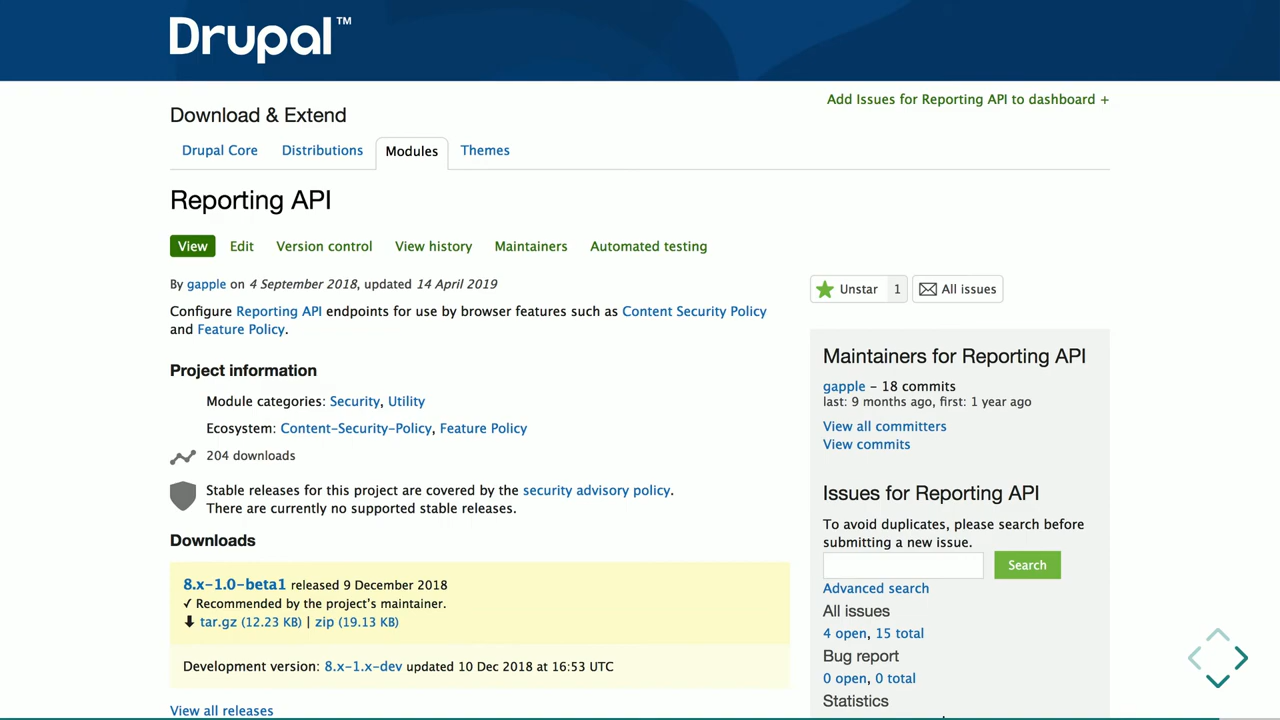 Drupal™
Add Issues for Reporting API to dashboard +
Download & Extend
Drupal Core
Distributions
Modules
Themes
Reporting API
View
Edit
Version control
View history
Maintainers
Automated testing
By gapple on 4 September 2018, updated 14 April 2019
Configure Reporting API endpoints for use by browser features such as Content Security Policy
and Feature Policy.
Project information
Module categories: Security, Utility
Ecosystem: Content-Security-Policy, Feature Policy
204 downloads
Stable releases for this project are covered by the security advisory policy.
There are currently no supported stable releases.
Downloads
8.x-1.0-beta1 released 9 December 2018
✓ Recommended by the project's maintainer.
tar.gz (12.23 KB) | zip (19.13 KB)
Development version: 8.x-1.x-dev updated 10 Dec 2018 at 16:53 UTC
View all releases
Unstar 1
All issues
Maintainers for Reporting API
gapple – 18 commits
last: 9 months ago, first: 1 year ago
View all committers
View commits
Issues for Reporting API
To avoid duplicates, please search before
submitting a new issue.
Search
Advanced search
All issues
4 open, 15 total
Bug report
0 open, 0 total
Statistics